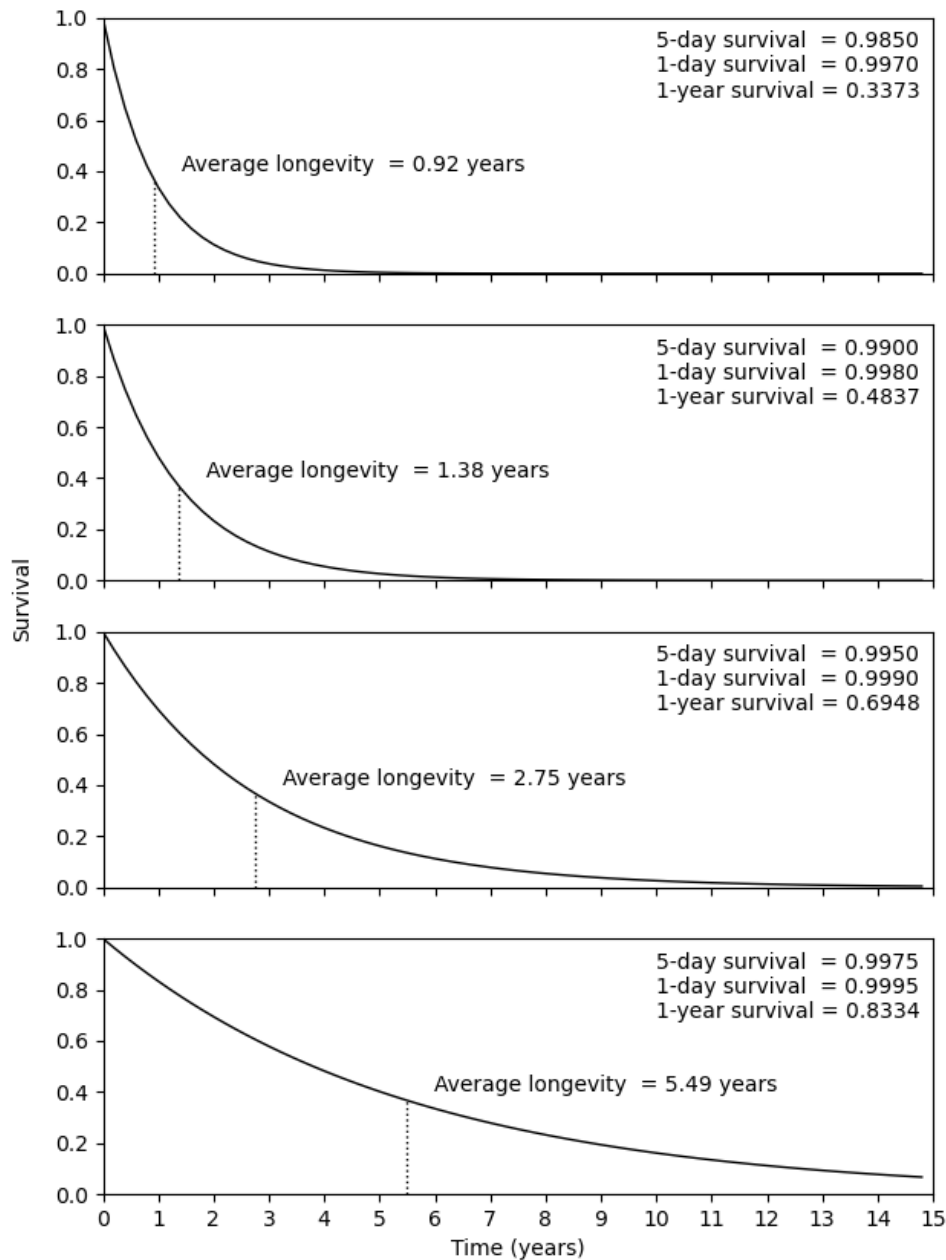 1.0
5-day survival = 0.9850
1-day survival = 0.9970
1-year survival = 0.3373
0.8
0.6
Average longevity = 0.92 years
0.4
0.2
0.0
1.0
5-day survival = 0.9900
1-day survival = 0.9980
1-year survival = 0.4837
0.8
0.6
Average longevity = 1.38 years
0.4
0.2
0.0
Survival
1.0
5-day survival = 0.9950
1-day survival = 0.9990
1-year survival = 0.6948
0.8
0.6
Average longevity = 2.75 years
0.4
0.2
0.0
1.0
5-day survival = 0.9975
1-day survival = 0.9995
1-year survival = 0.8334
0.8
0.6
Average longevity = 5.49 years
0.4
0.2
0.0
0 1 2 3 4 5 6 7 8 9 10 11 12 13 14 15
Time (years)